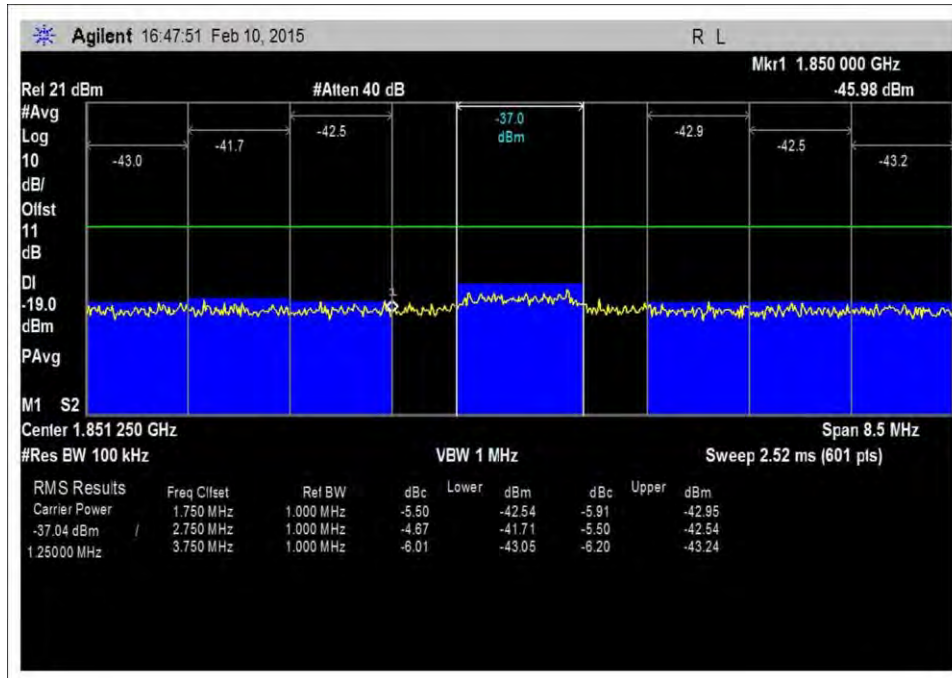 Agilent 16:47:51 Feb 10, 2015 R L
Mkr1 1.850 000 GHz
Rel 21 dBm #Atten 40 dB -45.98 dBm
#Avg
Log
10
dB/
Offst
11
dB
DI
-19.0
dBm
PAvg
M1 S2
-43.0 -41.7 -42.5 -37.0 dBm -42.9 -42.5 -43.2
1
Center 1.851 250 GHz Span 8.5 MHz
#Res BW 100 kHz VBW 1 MHz Sweep 2.52 ms (601 pts)
RMS Results Freq Offset Ref BW dBc Lower dBm dBc Upper dBm
Carrier Power 1.750 MHz 1.000 MHz -5.50 -42.54 -5.91 -42.95
-37.04 dBm / 2.750 MHz 1.000 MHz -4.67 -41.71 -5.50 -42.54
1.25000 MHz 3.750 MHz 1.000 MHz -6.01 -43.05 -6.20 -43.24